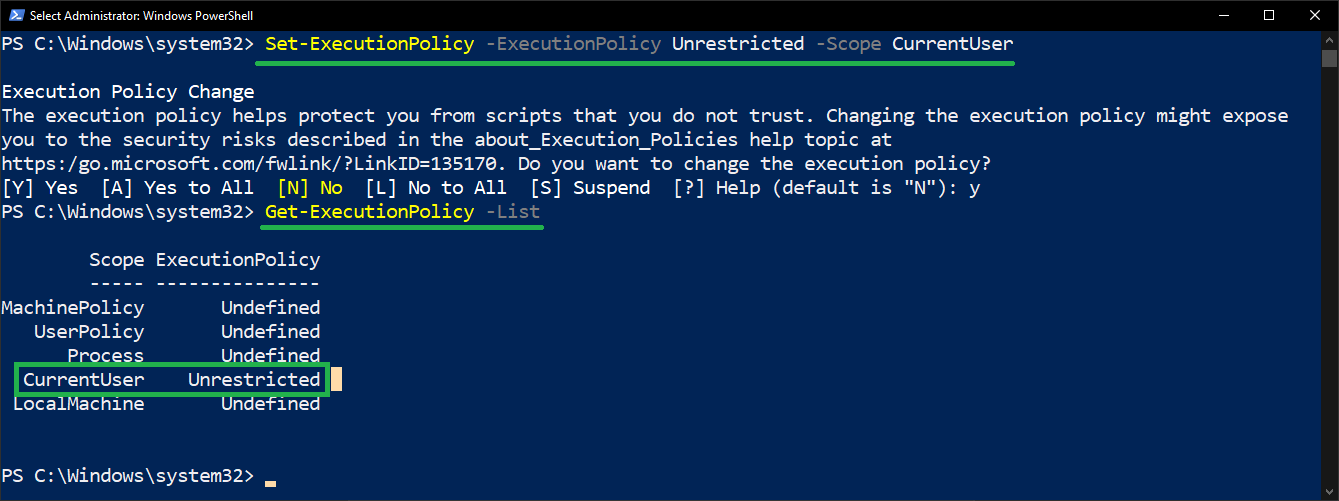 Select Administrator: Windows PowerShell
PS C:\Windows\system32> Set-ExecutionPolicy -ExecutionPolicy Unrestricted -Scope CurrentUser
Execution Policy Change
The execution policy helps protect you from scripts that you do not trust. Changing the execution policy might expose
you to the security risks described in the about_Execution_Policies help topic at
https:/go.microsoft.com/fwlink/?LinkID=135170. Do you want to change the execution policy?
[Y] Yes  [A] Yes to All  [N] No  [L] No to All  [S] Suspend  [?] Help (default is "N"): y
PS C:\Windows\system32> Get-ExecutionPolicy -List
        Scope ExecutionPolicy
        ----- ---------------
MachinePolicy       Undefined
   UserPolicy       Undefined
      Process       Undefined
  CurrentUser    Unrestricted
 LocalMachine       Undefined
PS C:\Windows\system32>